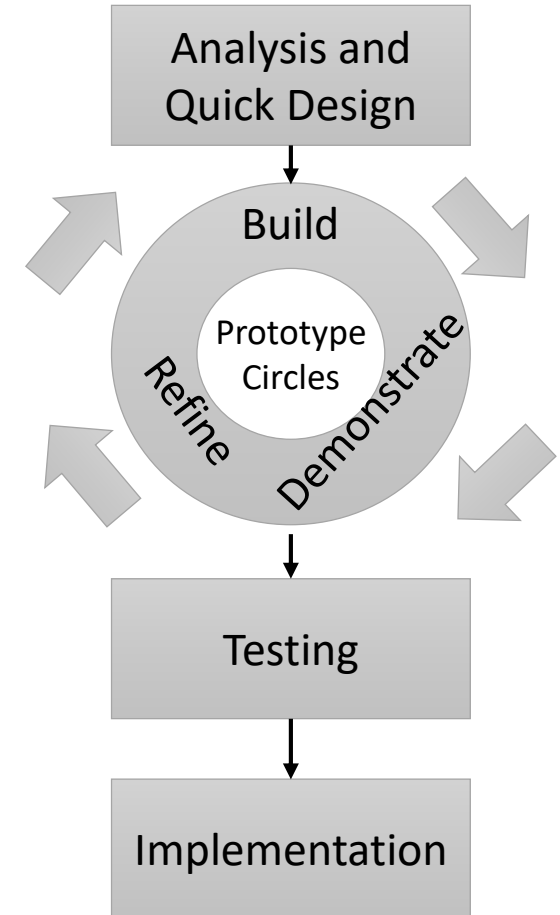 Analysis and
Quick Design
Build
Prototype
Circles
Refine
Demonstrate
Testing
Implementation